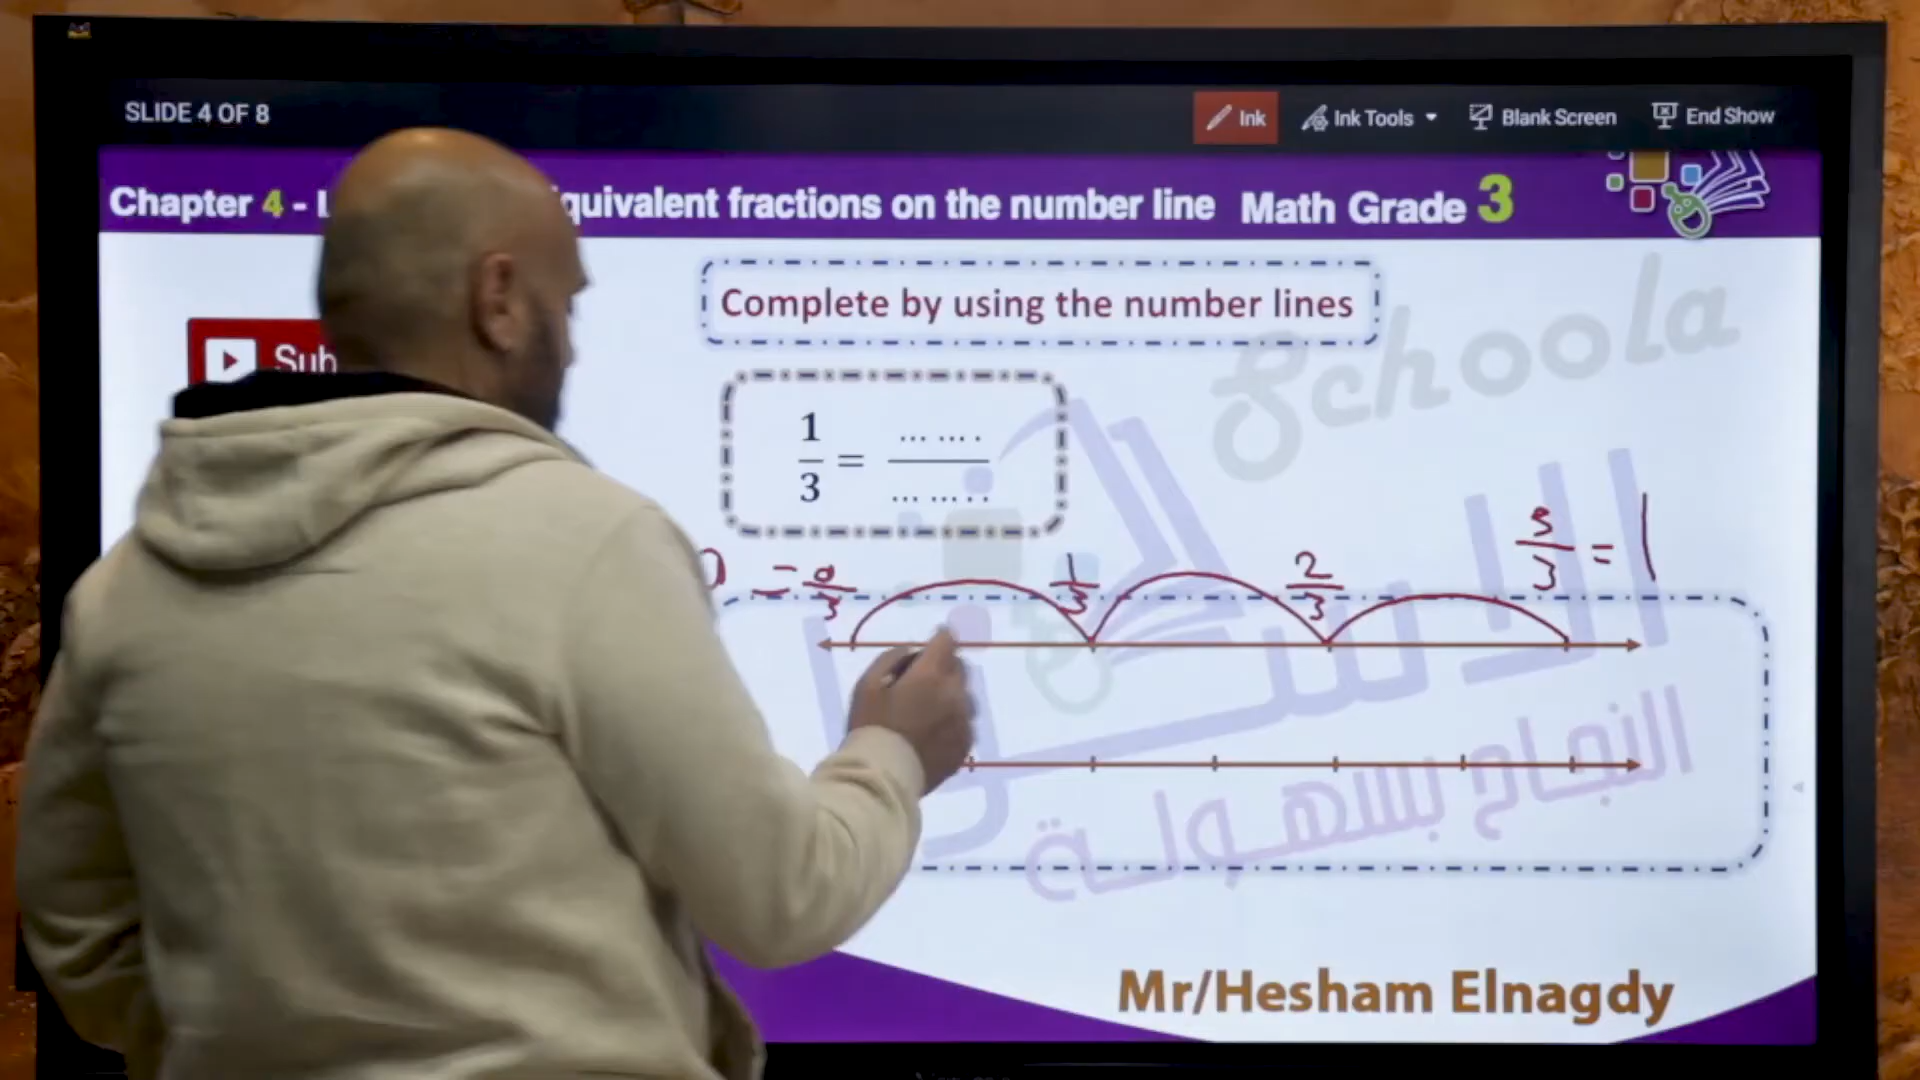 SLIDE 4 OF 8
Ink
Ink Tools
Blank Screen
End Show
Chapter 4 - L
quivalent fractions on the number line
Math Grade 3
Sub
Complete by using the number lines
1/3 = ... ... . / ... ... . .
0 = 0/3
1/3
2/3
3/3 = 1
Schoola
النجاح بسهولة
Mr/Hesham Elnagdy